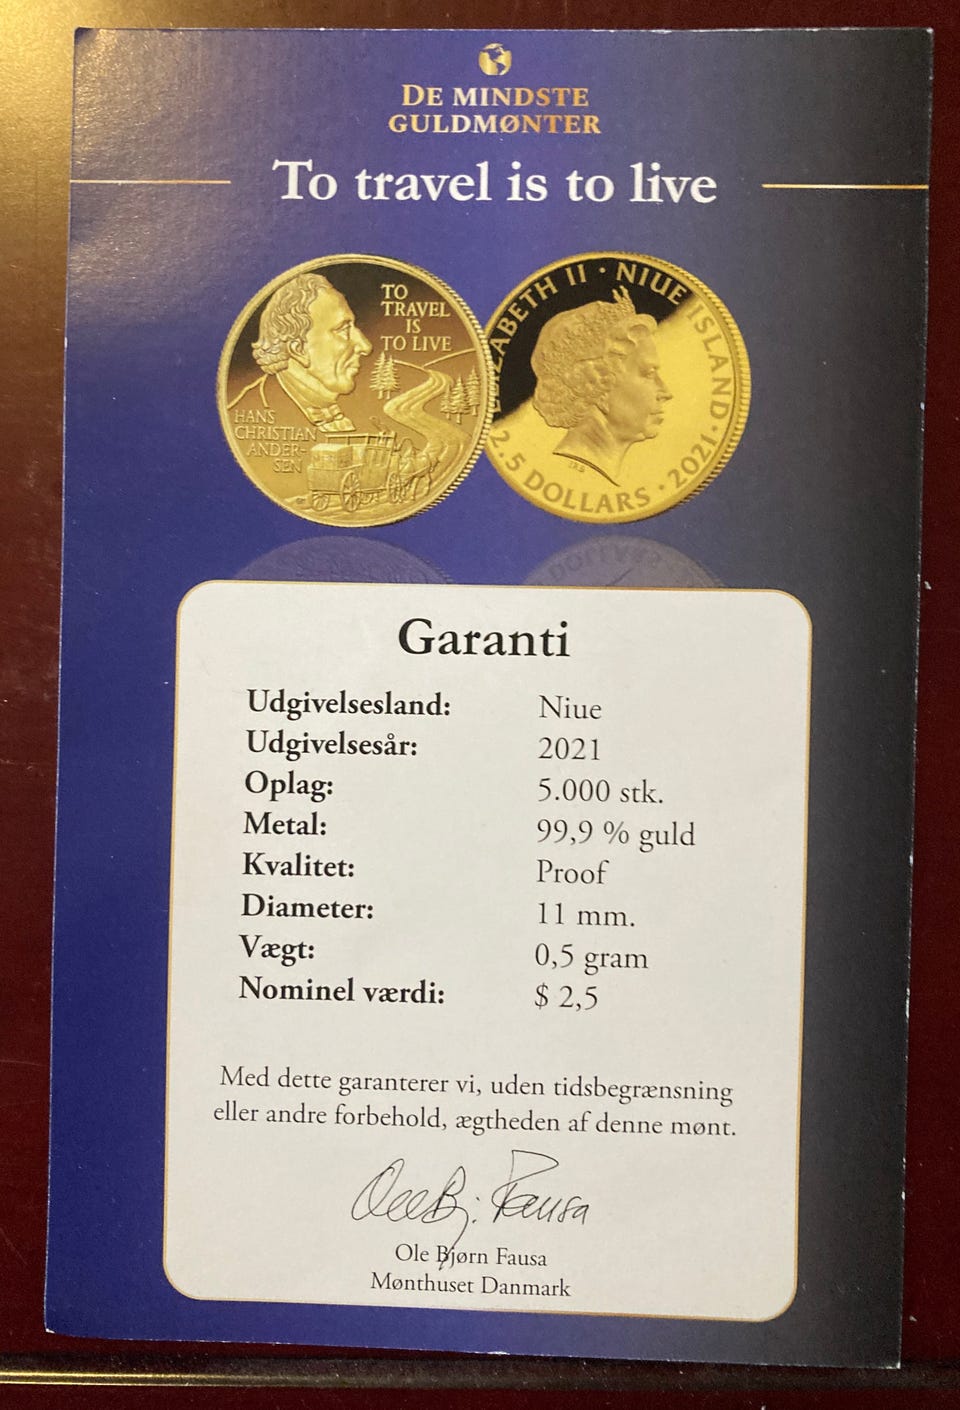 DE MINDSTE
GULDMØNTER
To travel is to live
TO
TRAVEL
IS
TO LIVE
HANS
CHRISTIAN
ANDER-
SEN
ELIZABETH II · NIUE ISLAND · 2021 ·
2.5 DOLLARS
Garanti
Udgivelsesland: Niue
Udgivelsesår: 2021
Oplag: 5.000 stk.
Metal: 99,9 % guld
Kvalitet: Proof
Diameter: 11 mm.
Vægt: 0,5 gram
Nominel værdi: $ 2,5
Med dette garanterer vi, uden tidsbegrænsning
eller andre forbehold, ægtheden af denne mønt.
Ole Bj. Fausa
Ole Bjørn Fausa
Mønthuset Danmark